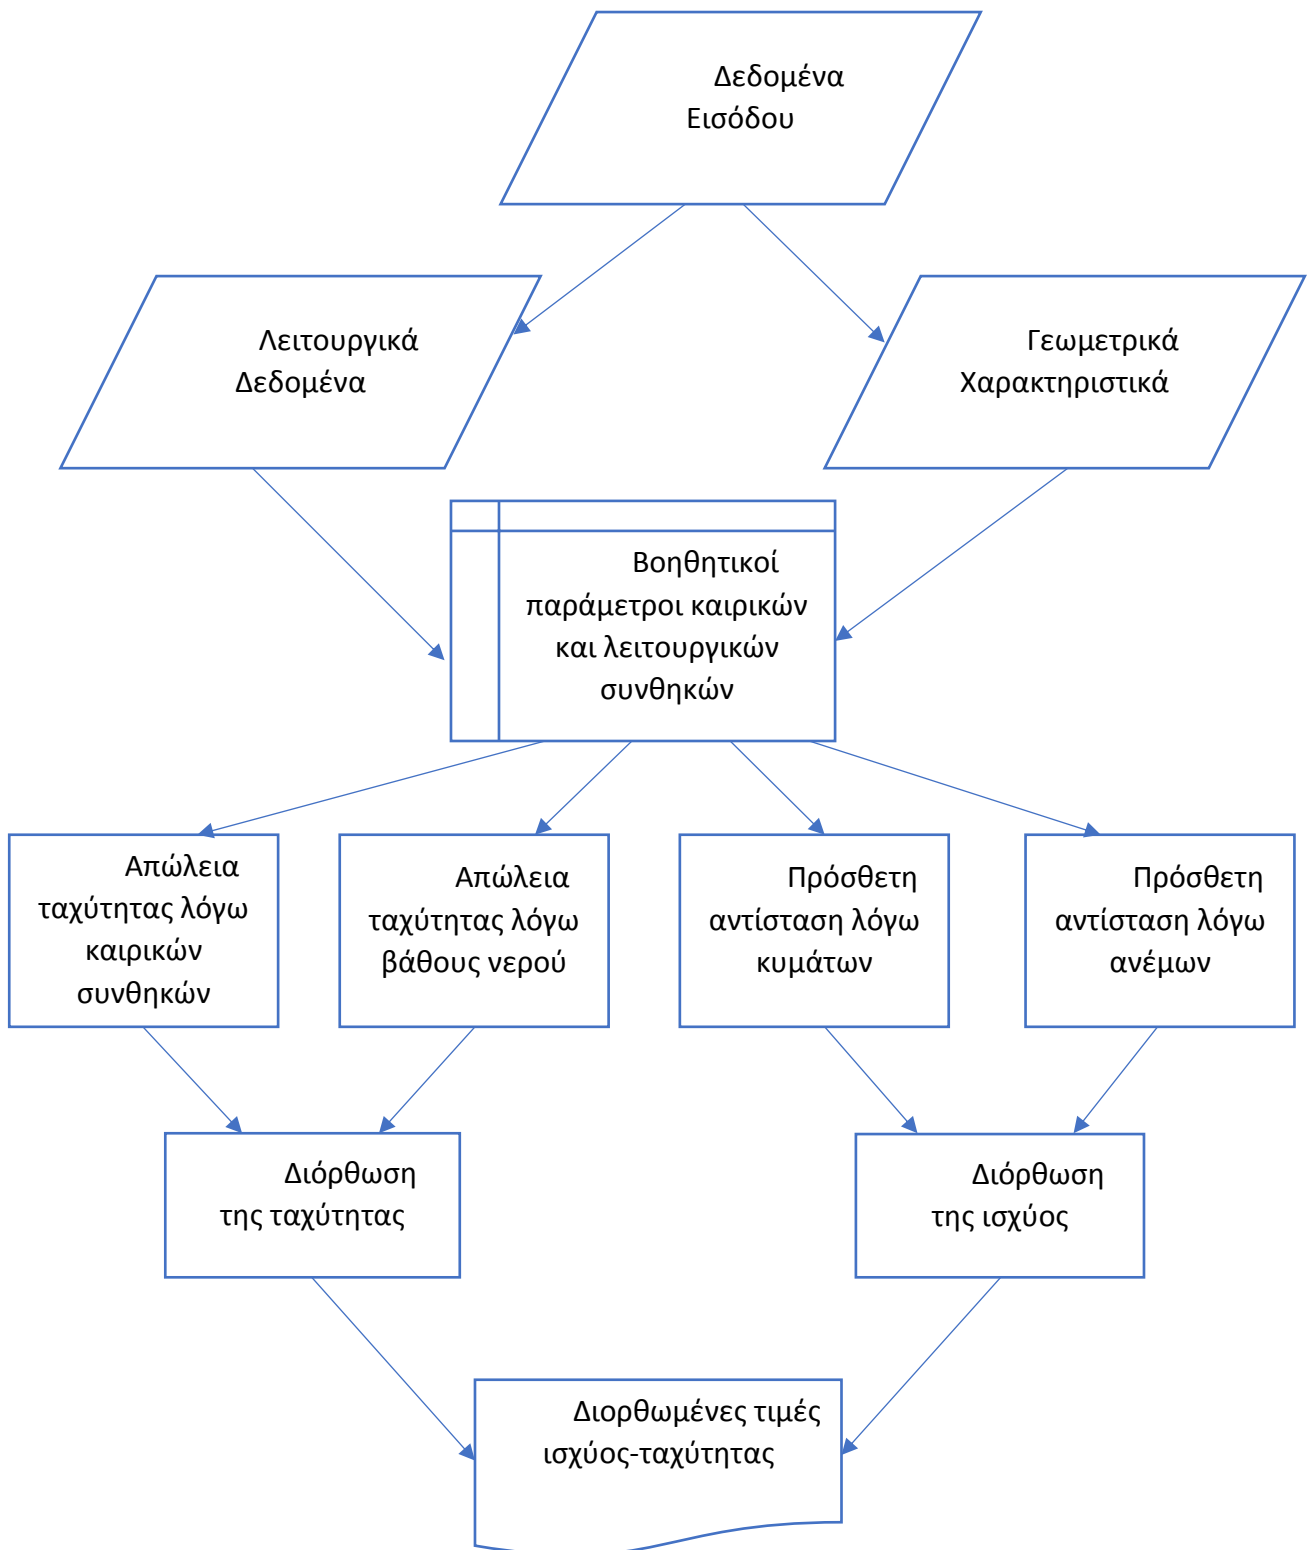 Δεδομένα
Εισόδου
Λειτουργικά
Δεδομένα
Γεωμετρικά
Χαρακτηριστικά
Βοηθητικοί
παράμετροι καιρικών
και λειτουργικών
συνθηκών
Απώλεια
ταχύτητας λόγω
καιρικών
συνθηκών
Απώλεια
ταχύτητας λόγω
βάθους νερού
Πρόσθετη
αντίσταση λόγω
κυμάτων
Πρόσθετη
αντίσταση λόγω
ανέμων
Διόρθωση
της ταχύτητας
Διόρθωση
της ισχύος
Διορθωμένες τιμές
ισχύος-ταχύτητας